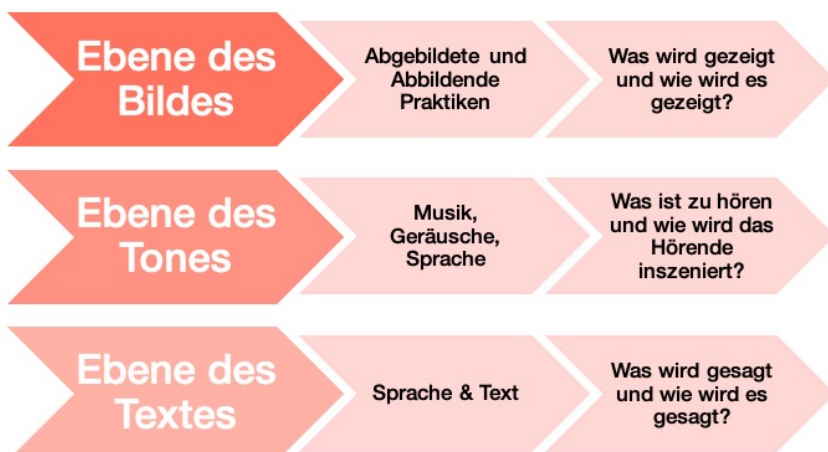 Ebene des
Bildes
Abgebildete und
Abbildende
Praktiken
Was wird gezeigt
und wie wird es
gezeigt?
Ebene des
Tones
Musik,
Geräusche,
Sprache
Was ist zu hören
und wie wird das
Hörende
inszeniert?
Ebene des
Textes
Sprache & Text
Was wird gesagt
und wie wird es
gesagt?